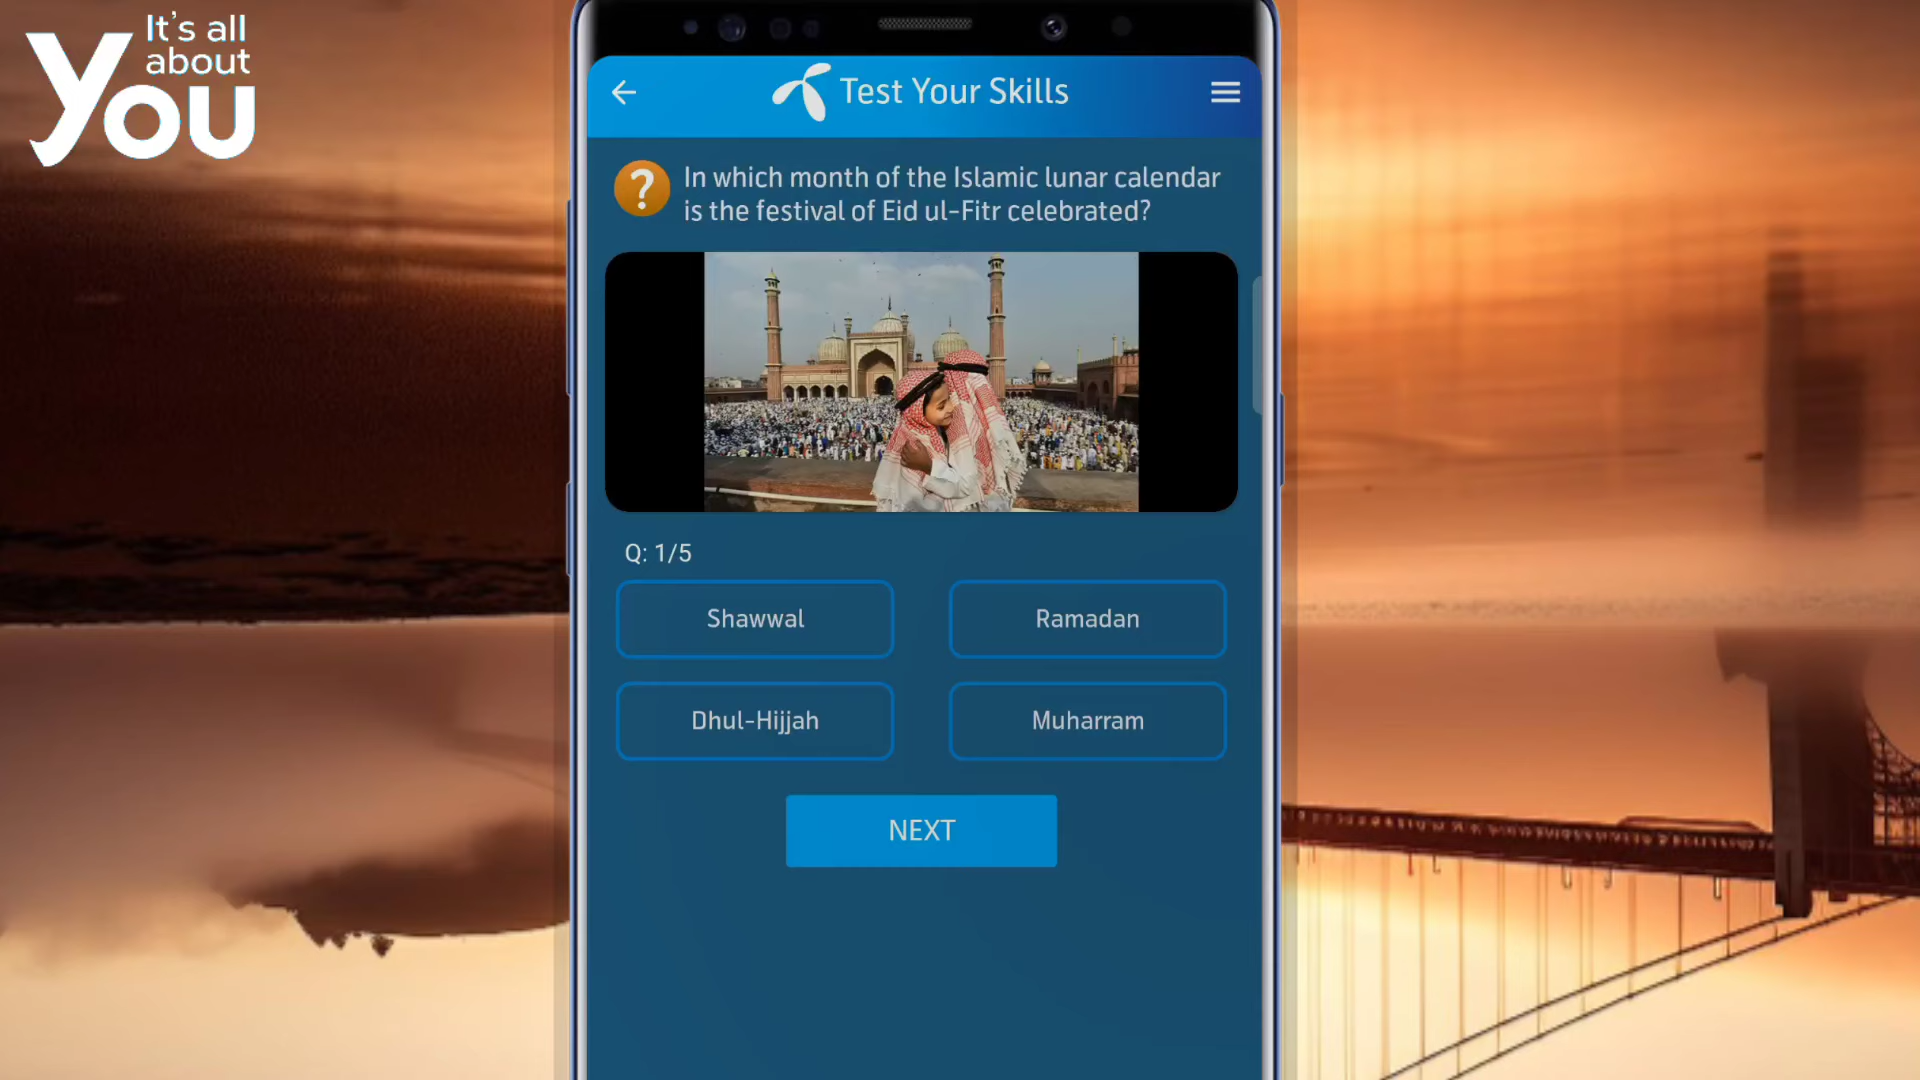 It's all
about
you
Test Your Skills
?
In which month of the Islamic lunar calendar
is the festival of Eid ul-Fitr celebrated?
Q: 1/5
Shawwal
Ramadan
Dhul-Hijjah
Muharram
NEXT